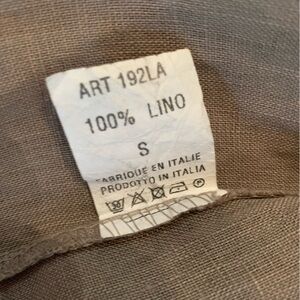 ART 192LA
100% LINO
S
FABRIQUE EN ITALIE
PRODOTTO IN ITALIA